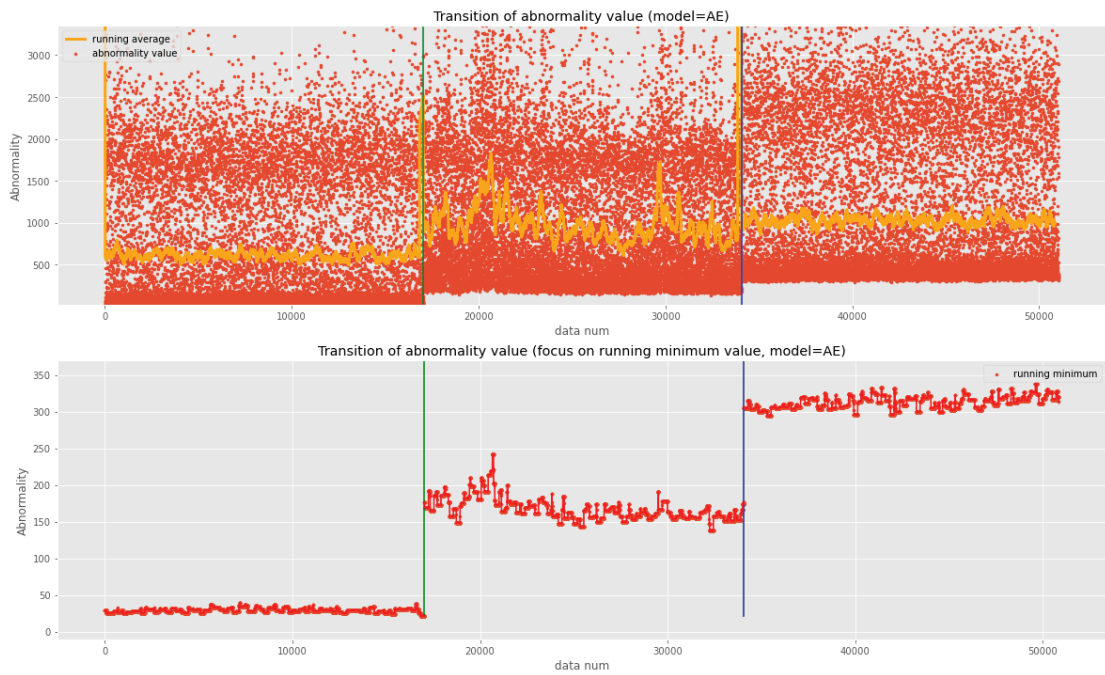 Transition of abnormality value (model=AE)
running average
abnormality value
3000
2500
2000
1500
1000
500
Abnormality
0 10000 20000 30000 40000 50000
data num
Transition of abnormality value (focus on running minimum value, model=AE)
running minimum
350
300
250
200
150
100
50
0
Abnormality
0 10000 20000 30000 40000 50000
data num